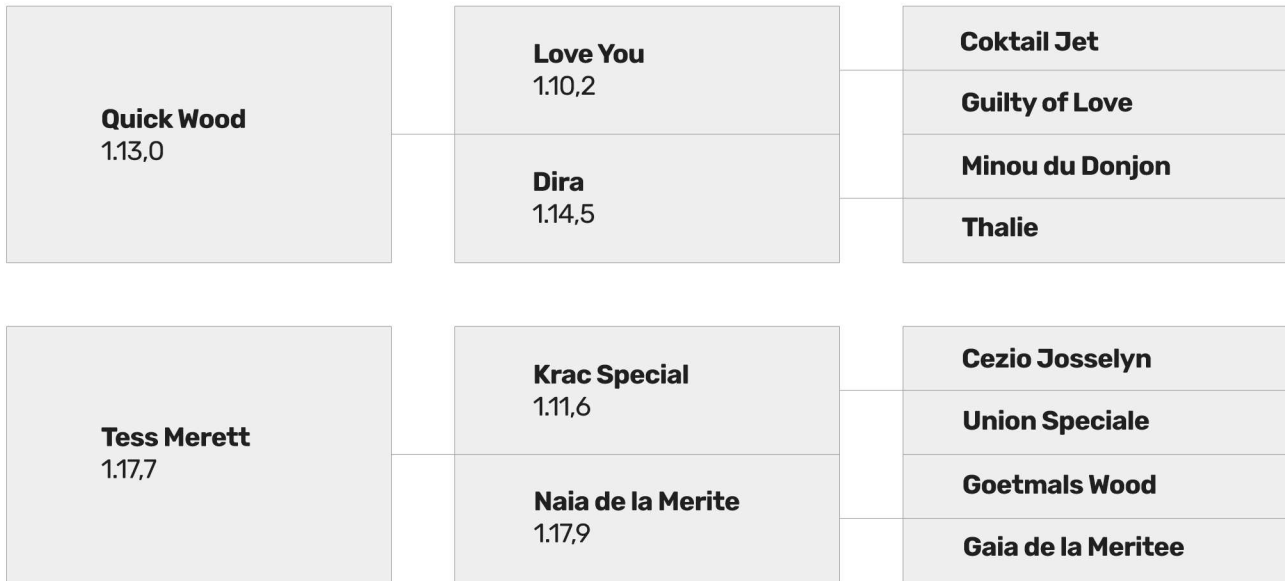 Quick Wood
1.13,0
Love You
1.10,2
Dira
1.14,5
Coktail Jet
Guilty of Love
Minou du Donjon
Thalie
Tess Merett
1.17,7
Krac Special
1.11,6
Naia de la Merite
1.17,9
Cezio Josselyn
Union Speciale
Goetmals Wood
Gaia de la Meritee